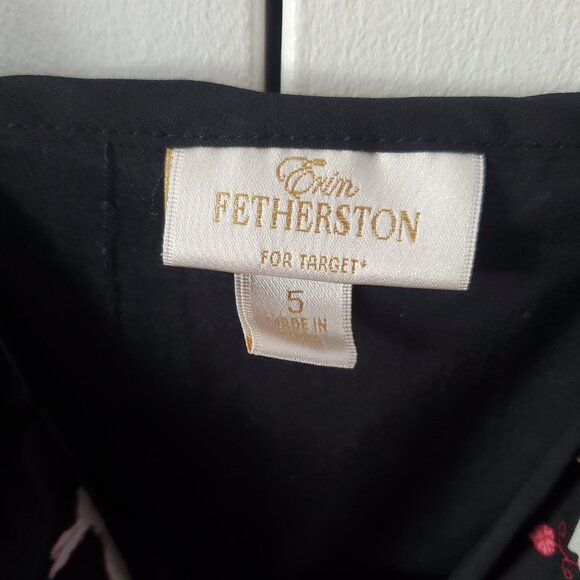 Erin
FETHERSTON
FOR TARGET
5
MADE IN